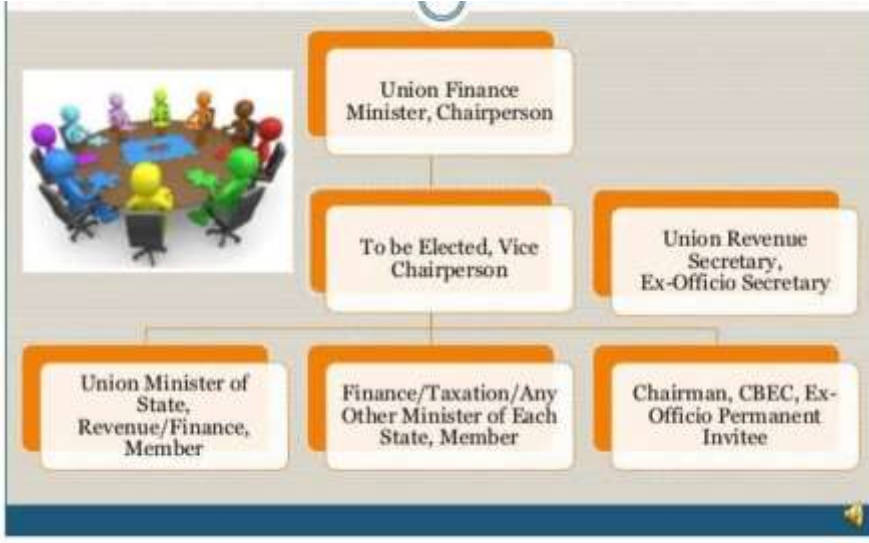 Union Finance
Minister, Chairperson
To be Elected, Vice
Chairperson
Union Revenue
Secretary,
Ex-Officio Secretary
Union Minister of
State,
Revenue/Finance,
Member
Finance/Taxation/Any
Other Minister of Each
State, Member
Chairman, CBEC, Ex-
Officio Permanent
Invitee